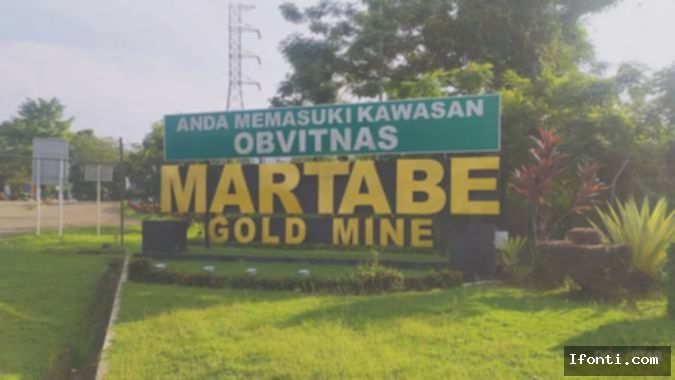 ANDA MEMASUKI KAWASAN
OBVITNAS
MARTABE
GOLD MINE
Ifonti.com